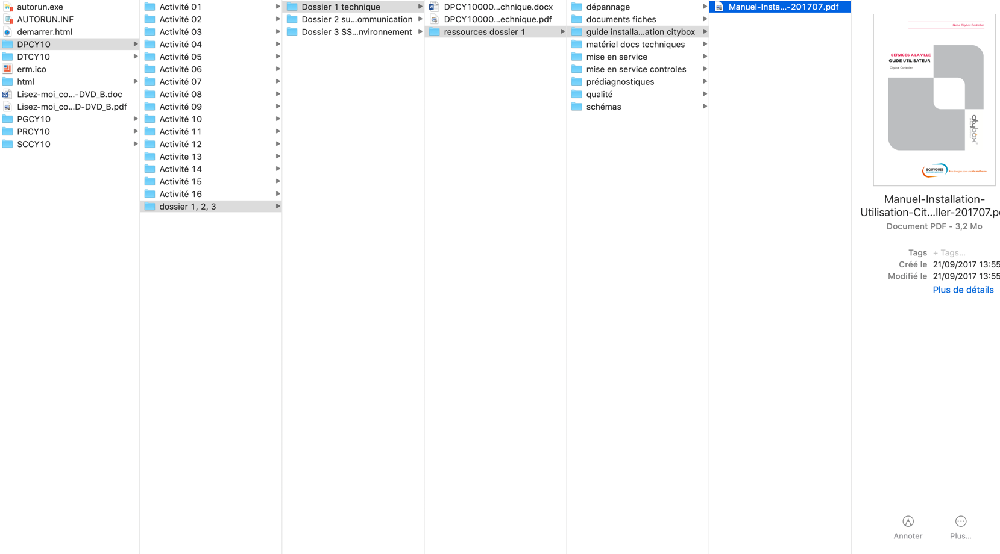 autorun.exe
AUTORUN.INF
demarrer.html
DPCY10
DTCY10
erm.ico
html
Lisez-moi_co...-DVD_B.doc
Lisez-moi_co...D-DVD_B.pdf
PGCY10
PRCY10
SCCY10
Activité 01
Activité 02
Activité 03
Activité 04
Activité 05
Activité 06
Activité 07
Activité 08
Activité 09
Activité 10
Activité 11
Activité 12
Activite 13
Activité 14
Activité 15
Activité 16
dossier 1, 2, 3
Dossier 1 technique
Dossier 2 su...ommunication
Dossier 3 SS...nvironnement
DPCY10000...chnique.docx
DPCY10000...echnique.pdf
ressources dossier 1
dépannage
documents fiches
guide installa...ation citybox
matériel docs techniques
mise en service
mise en service controles
prédiagnostiques
qualité
schémas
Manuel-Insta...-201707.pdf
Guide Citybox Controller
SERVICES A LA VILLE
GUIDE UTILISATEUR
Citybox Controller
citybox
BOUYGUES
Manuel-Installation-
Utilisation-Cit...ller-201707.p
Document PDF - 3,2 Mo
Tags + Tags...
Créé le 21/09/2017 13:55
Modifié le 21/09/2017 13:55
Plus de détails
Annoter
Plus...